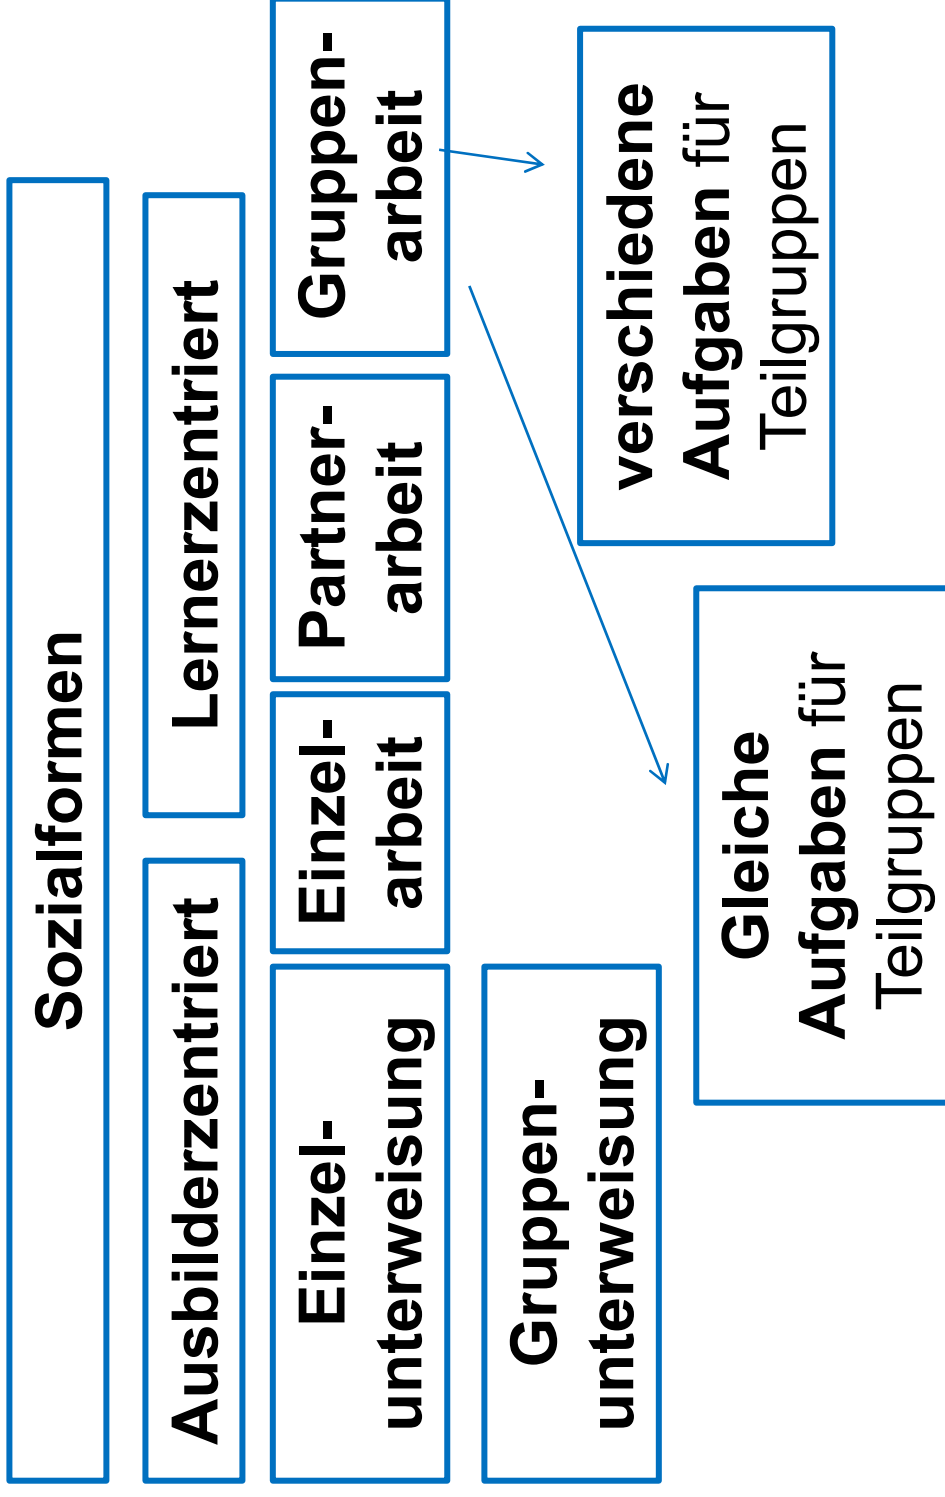 Sozialformen
Ausbilderzentriert
Lernerzentriert
Einzel-
unterweisung
Einzel-
arbeit
Partner-
arbeit
Gruppen-
arbeit
Gruppen-
unterweisung
Gleiche
Aufgaben für
Teilgruppen
verschiedene
Aufgaben für
Teilgruppen